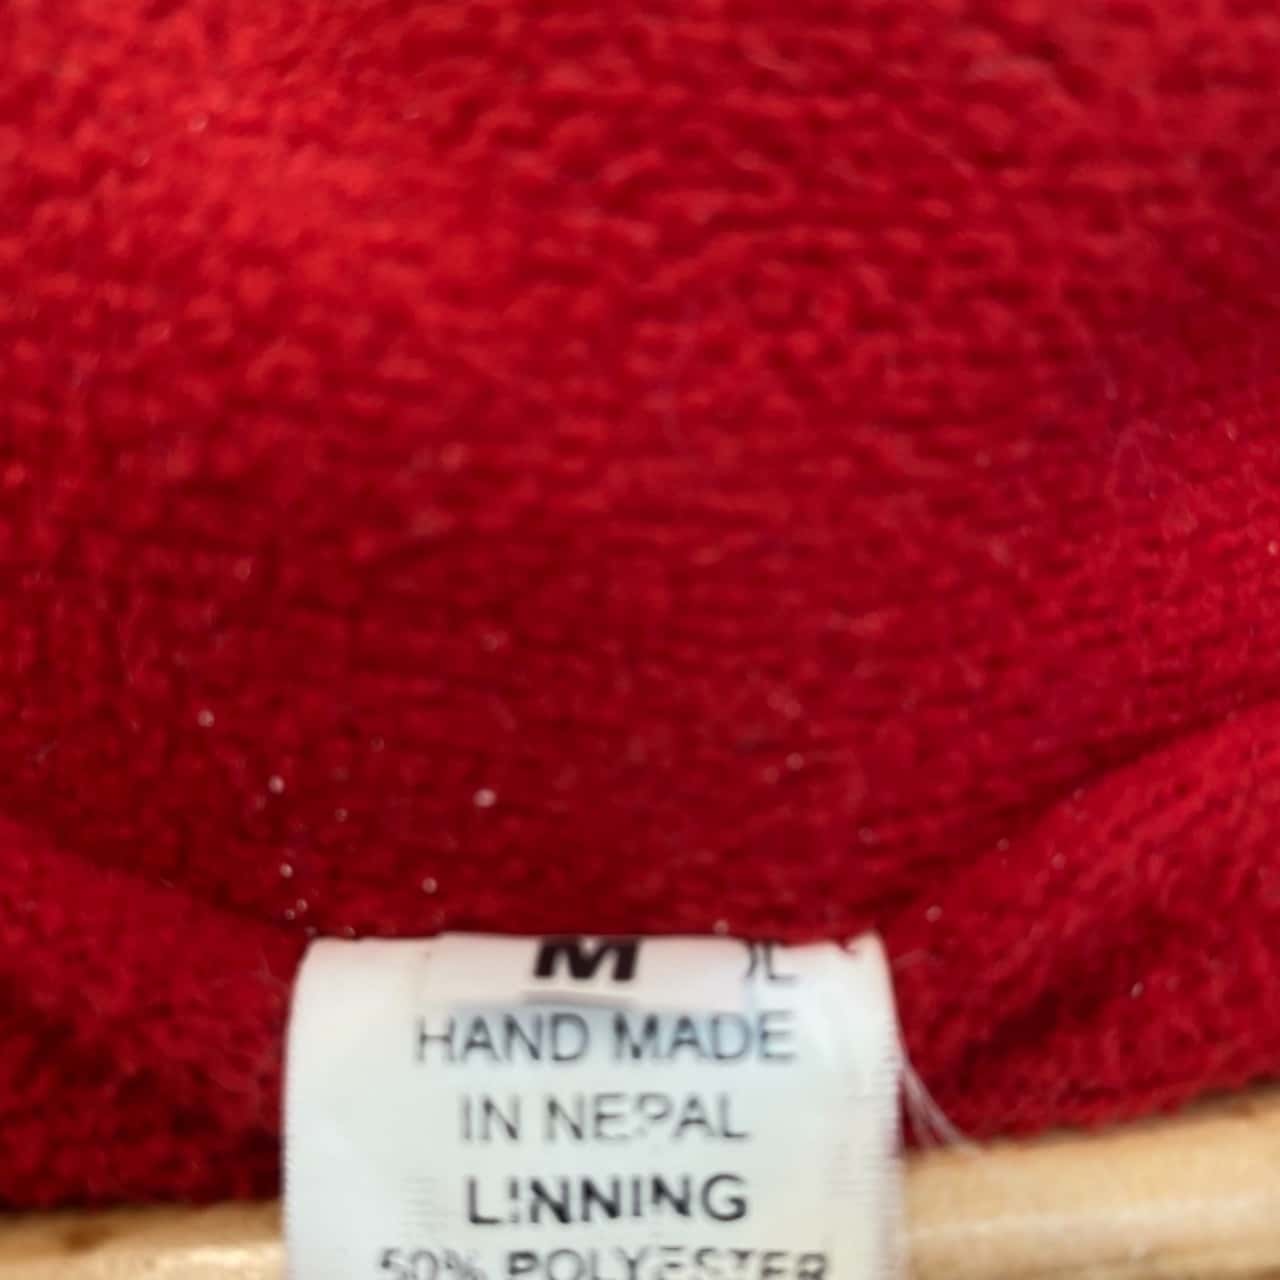 M
HAND MADE
IN NEPAL
LINNING
50% POLYESTER